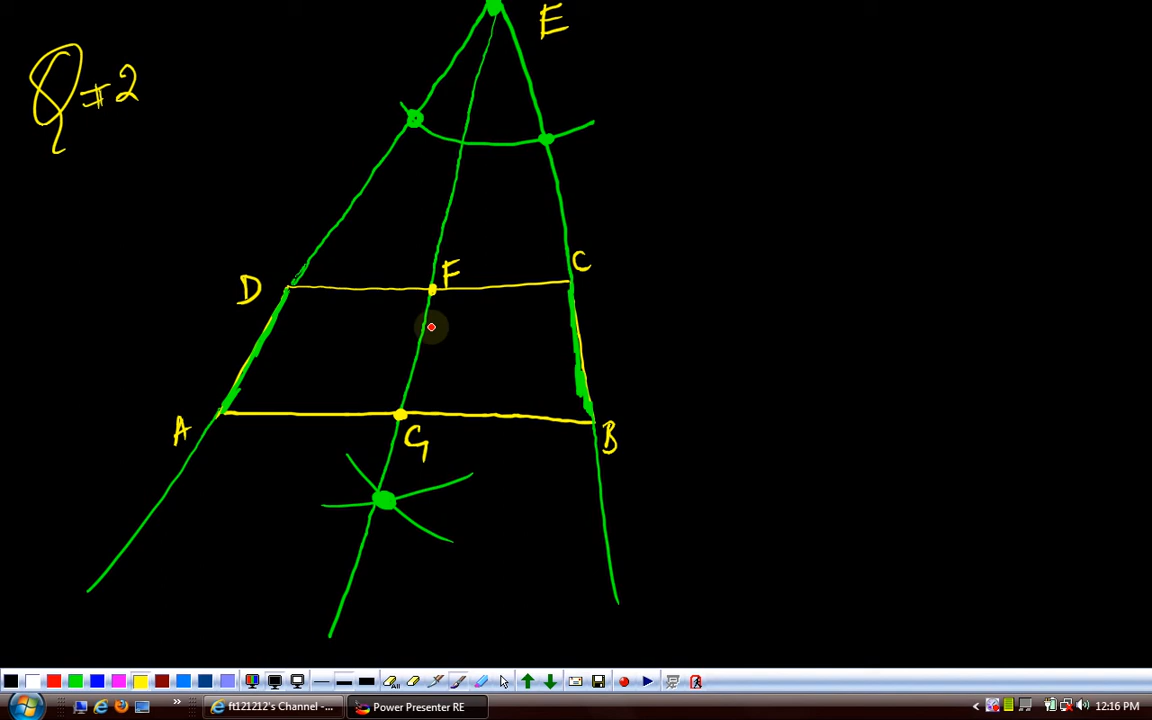 E
Q #2
C
D
F
A
G
B
»
ft121212's Channel -...
Power Presenter RE
<
12:16 PM